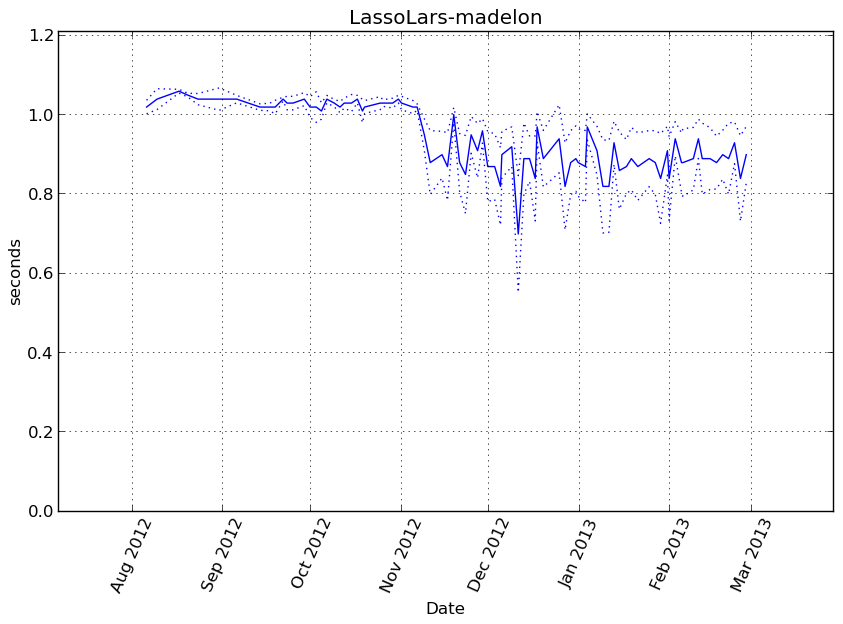 LassoLars-madelon
1.2
1.0
0.8
0.6
0.4
0.2
0.0
seconds
Aug 2012
Sep 2012
Oct 2012
Nov 2012
Dec 2012
Jan 2013
Feb 2013
Mar 2013
Date